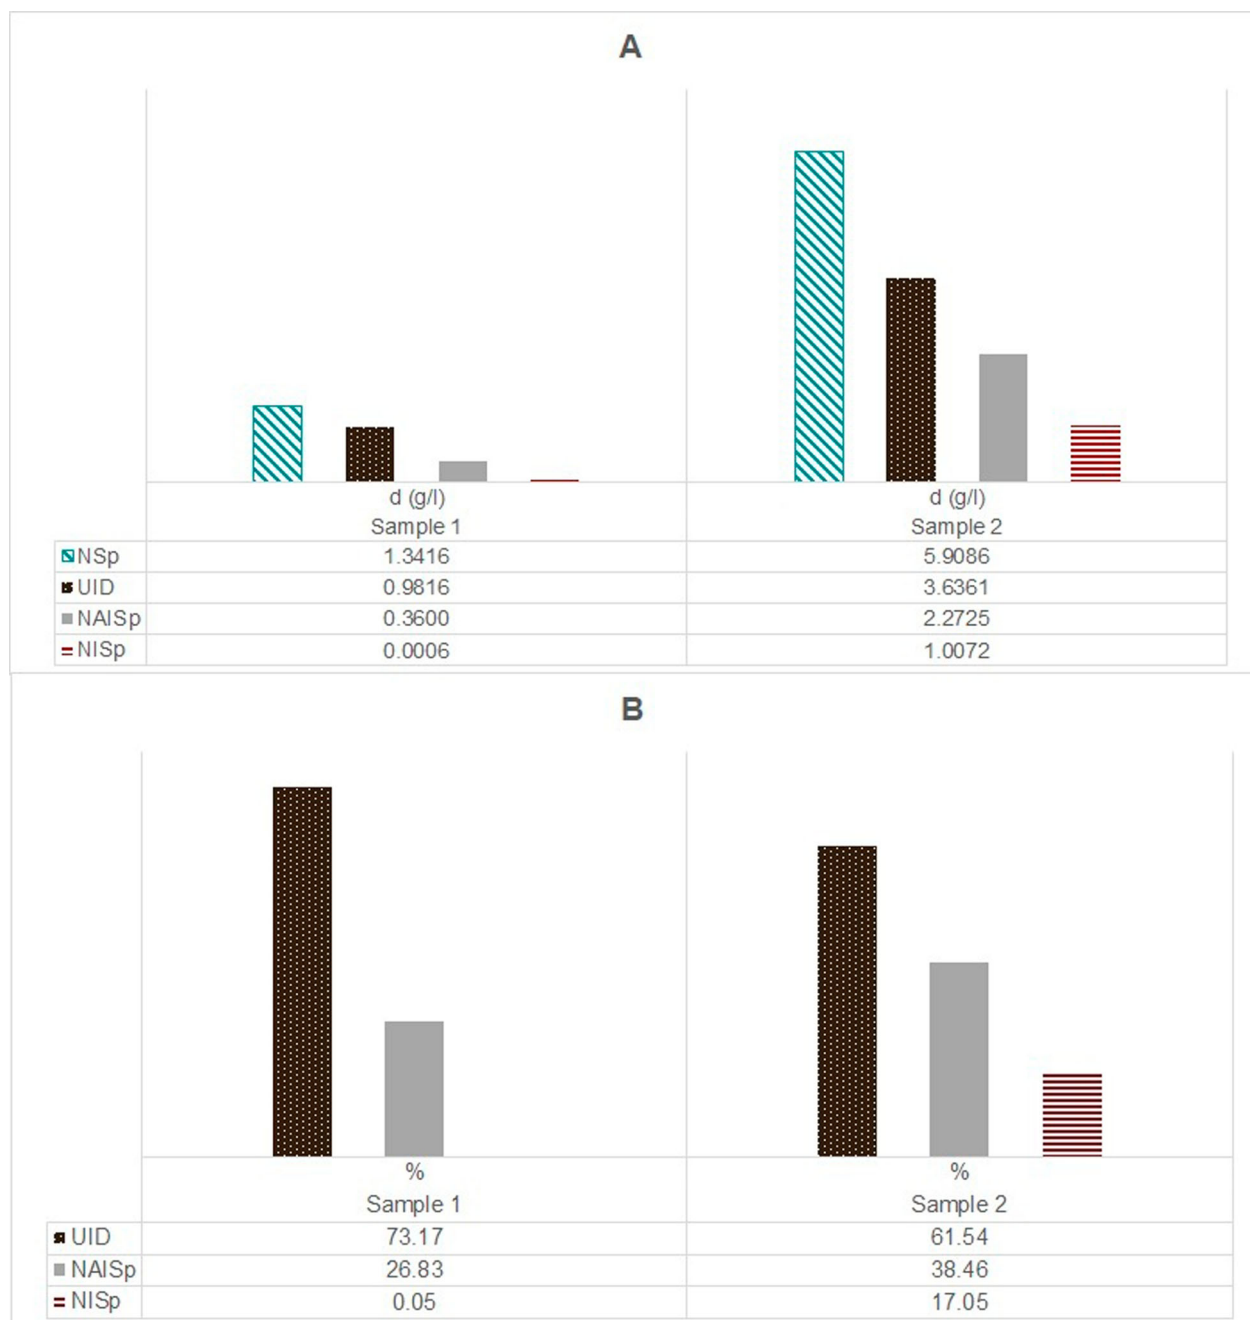 A
d (g/l) d (g/l)
Sample 1 Sample 2
NSp 1.3416 5.9086
UID 0.9816 3.6361
NAISp 0.3600 2.2725
NISp 0.0006 1.0072
B
% %
Sample 1 Sample 2
UID 73.17 61.54
NAISp 26.83 38.46
NISp 0.05 17.05